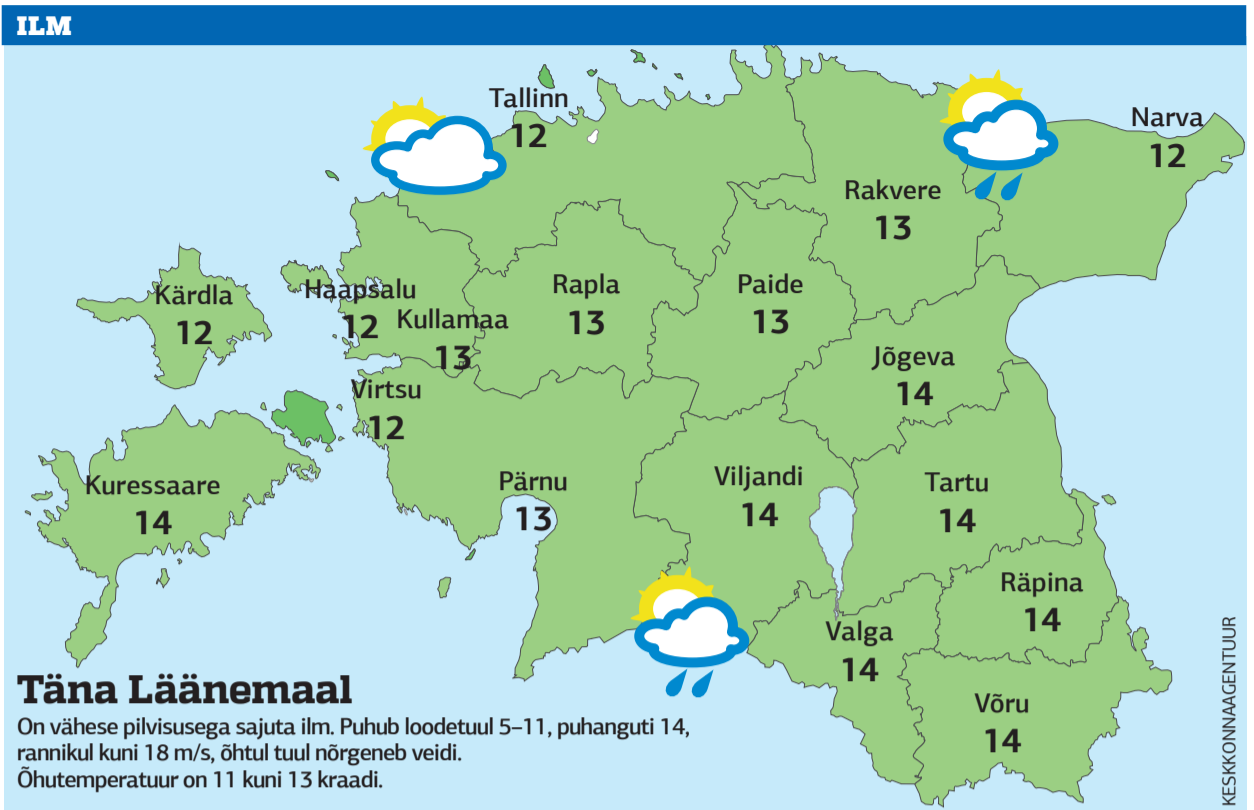 ILM
Tallinn
12
Narva
12
Rakvere
13
Kärdla
12
Haapsalu
12
Kullamaa
13
Rapla
13
Paide
13
Jõgeva
14
Virtsu
12
Kuressaare
14
Pärnu
13
Viljandi
14
Tartu
14
Räpina
14
Valga
14
Võru
14
Täna Läänemaal
On vähese pilvisusega sajuta ilm. Puhub loodetuul 5–11, puhanguti 14,
rannikul kuni 18 m/s, õhtul tuul nõrgeneb veidi.
Õhutemperatuur on 11 kuni 13 kraadi.
KESKKONNAAGENTUUR